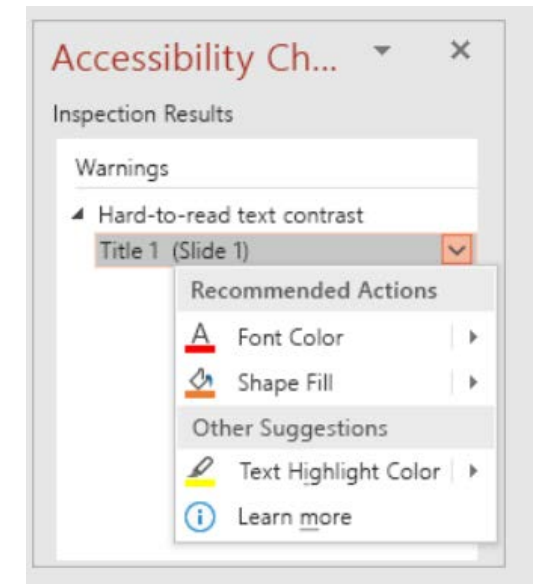 Accessibility Ch...
Inspection Results
Warnings
Hard-to-read text contrast
Title 1 (Slide 1)
Recommended Actions
Font Color
Shape Fill
Other Suggestions
Text Highlight Color
Learn more